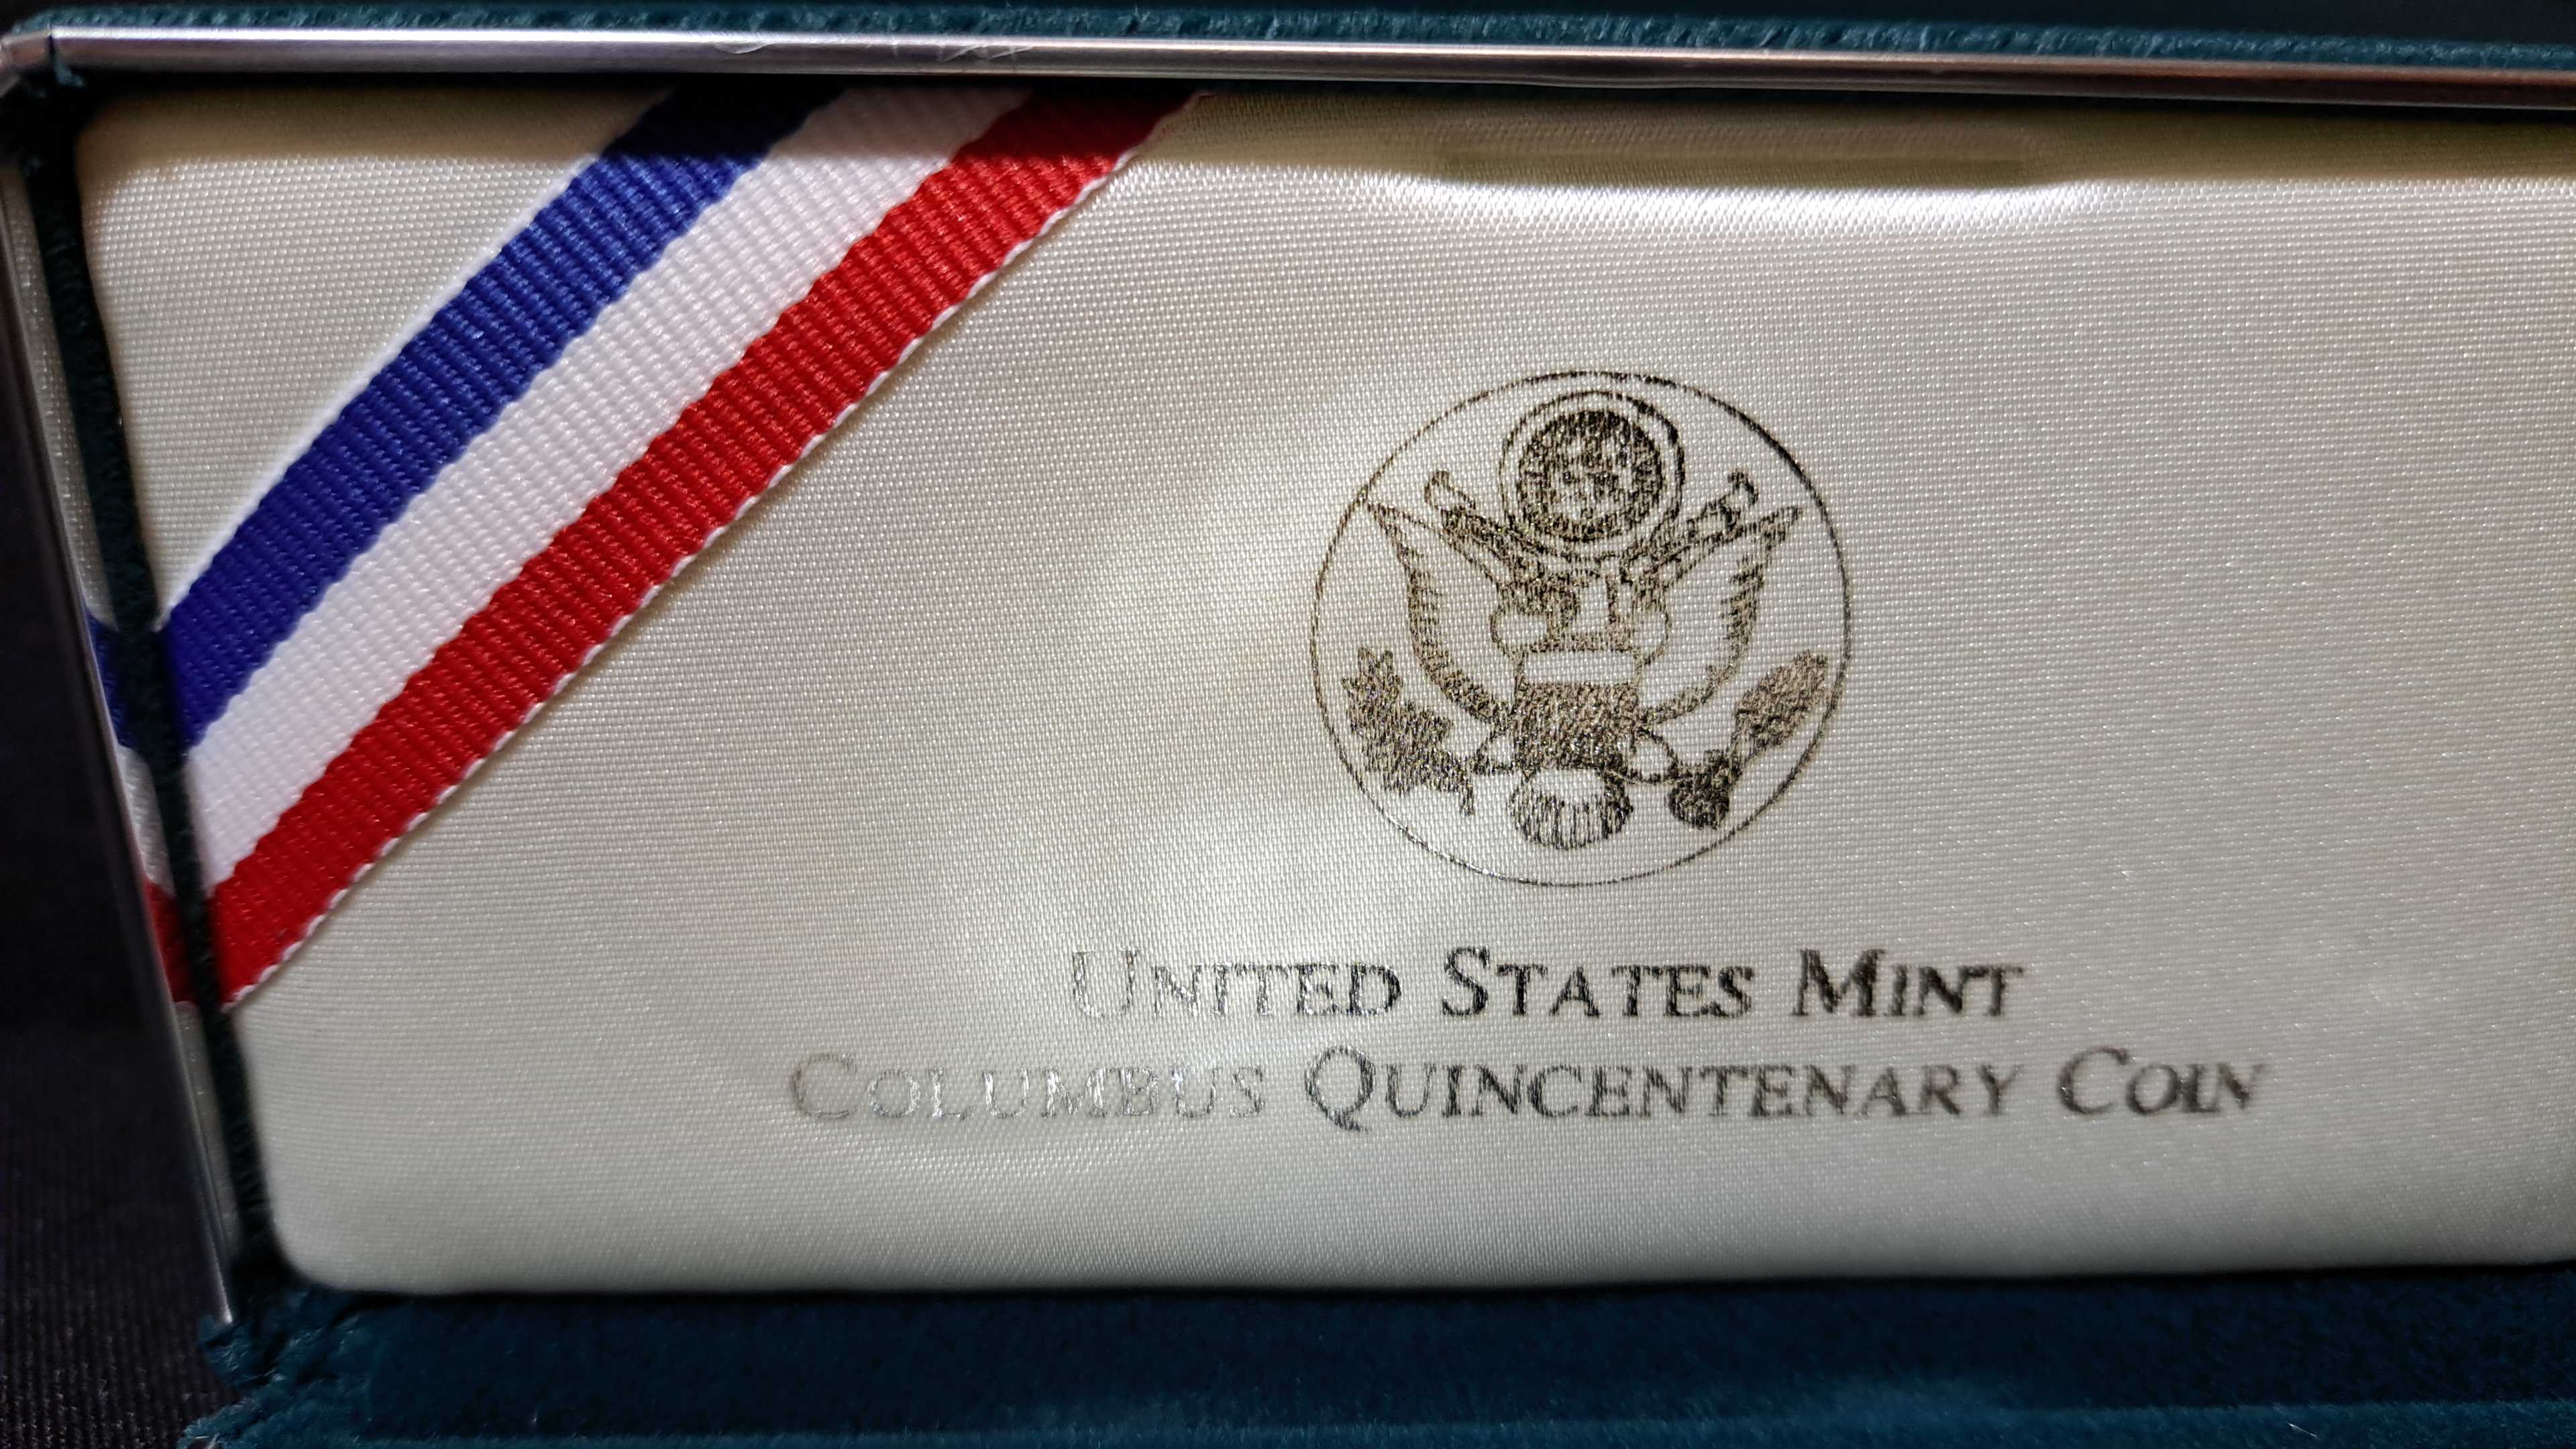 UNITED STATES MINT
COLUMBUS QUINCENTENARY COIN